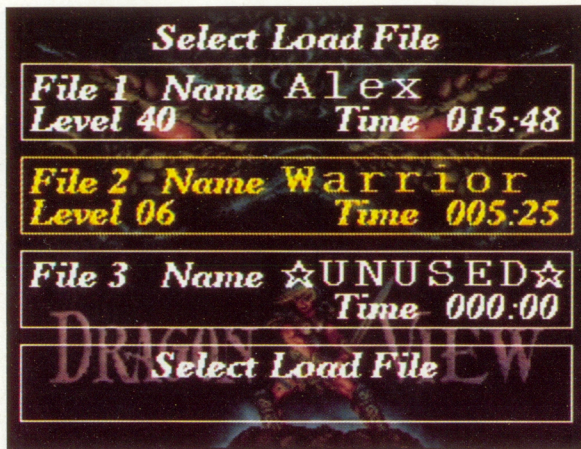 Select Load File
File 1 Name Alex
Level 40 Time 015:48
File 2 Name Warrior
Level 06 Time 005:25
File 3 Name ☆UNUSED☆
Time 000:00
DRAGON VIEW
Select Load File